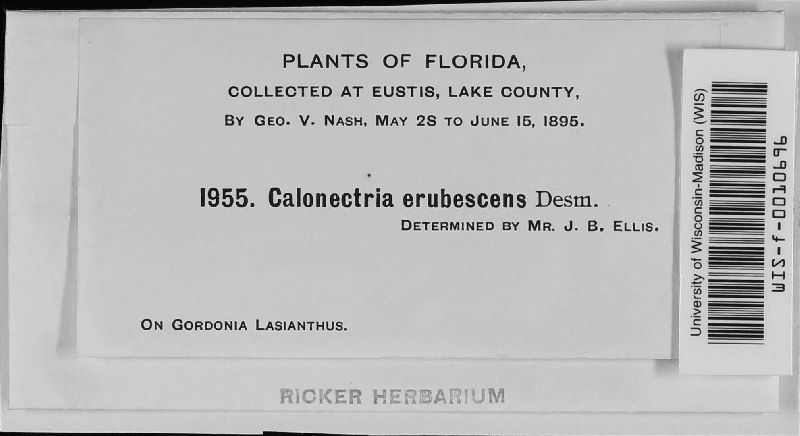 PLANTS OF FLORIDA,
COLLECTED AT EUSTIS, LAKE COUNTY,
BY GEO. V. NASH, MAY 28 TO JUNE 15, 1895.
1955. Calonectria erubescens Desm.
DETERMINED BY MR. J. B. ELLIS.
ON GORDONIA LASIANTHUS.
RICKER HERBARIUM
University of Wisconsin-Madison (WIS)
WIS-f-0010696